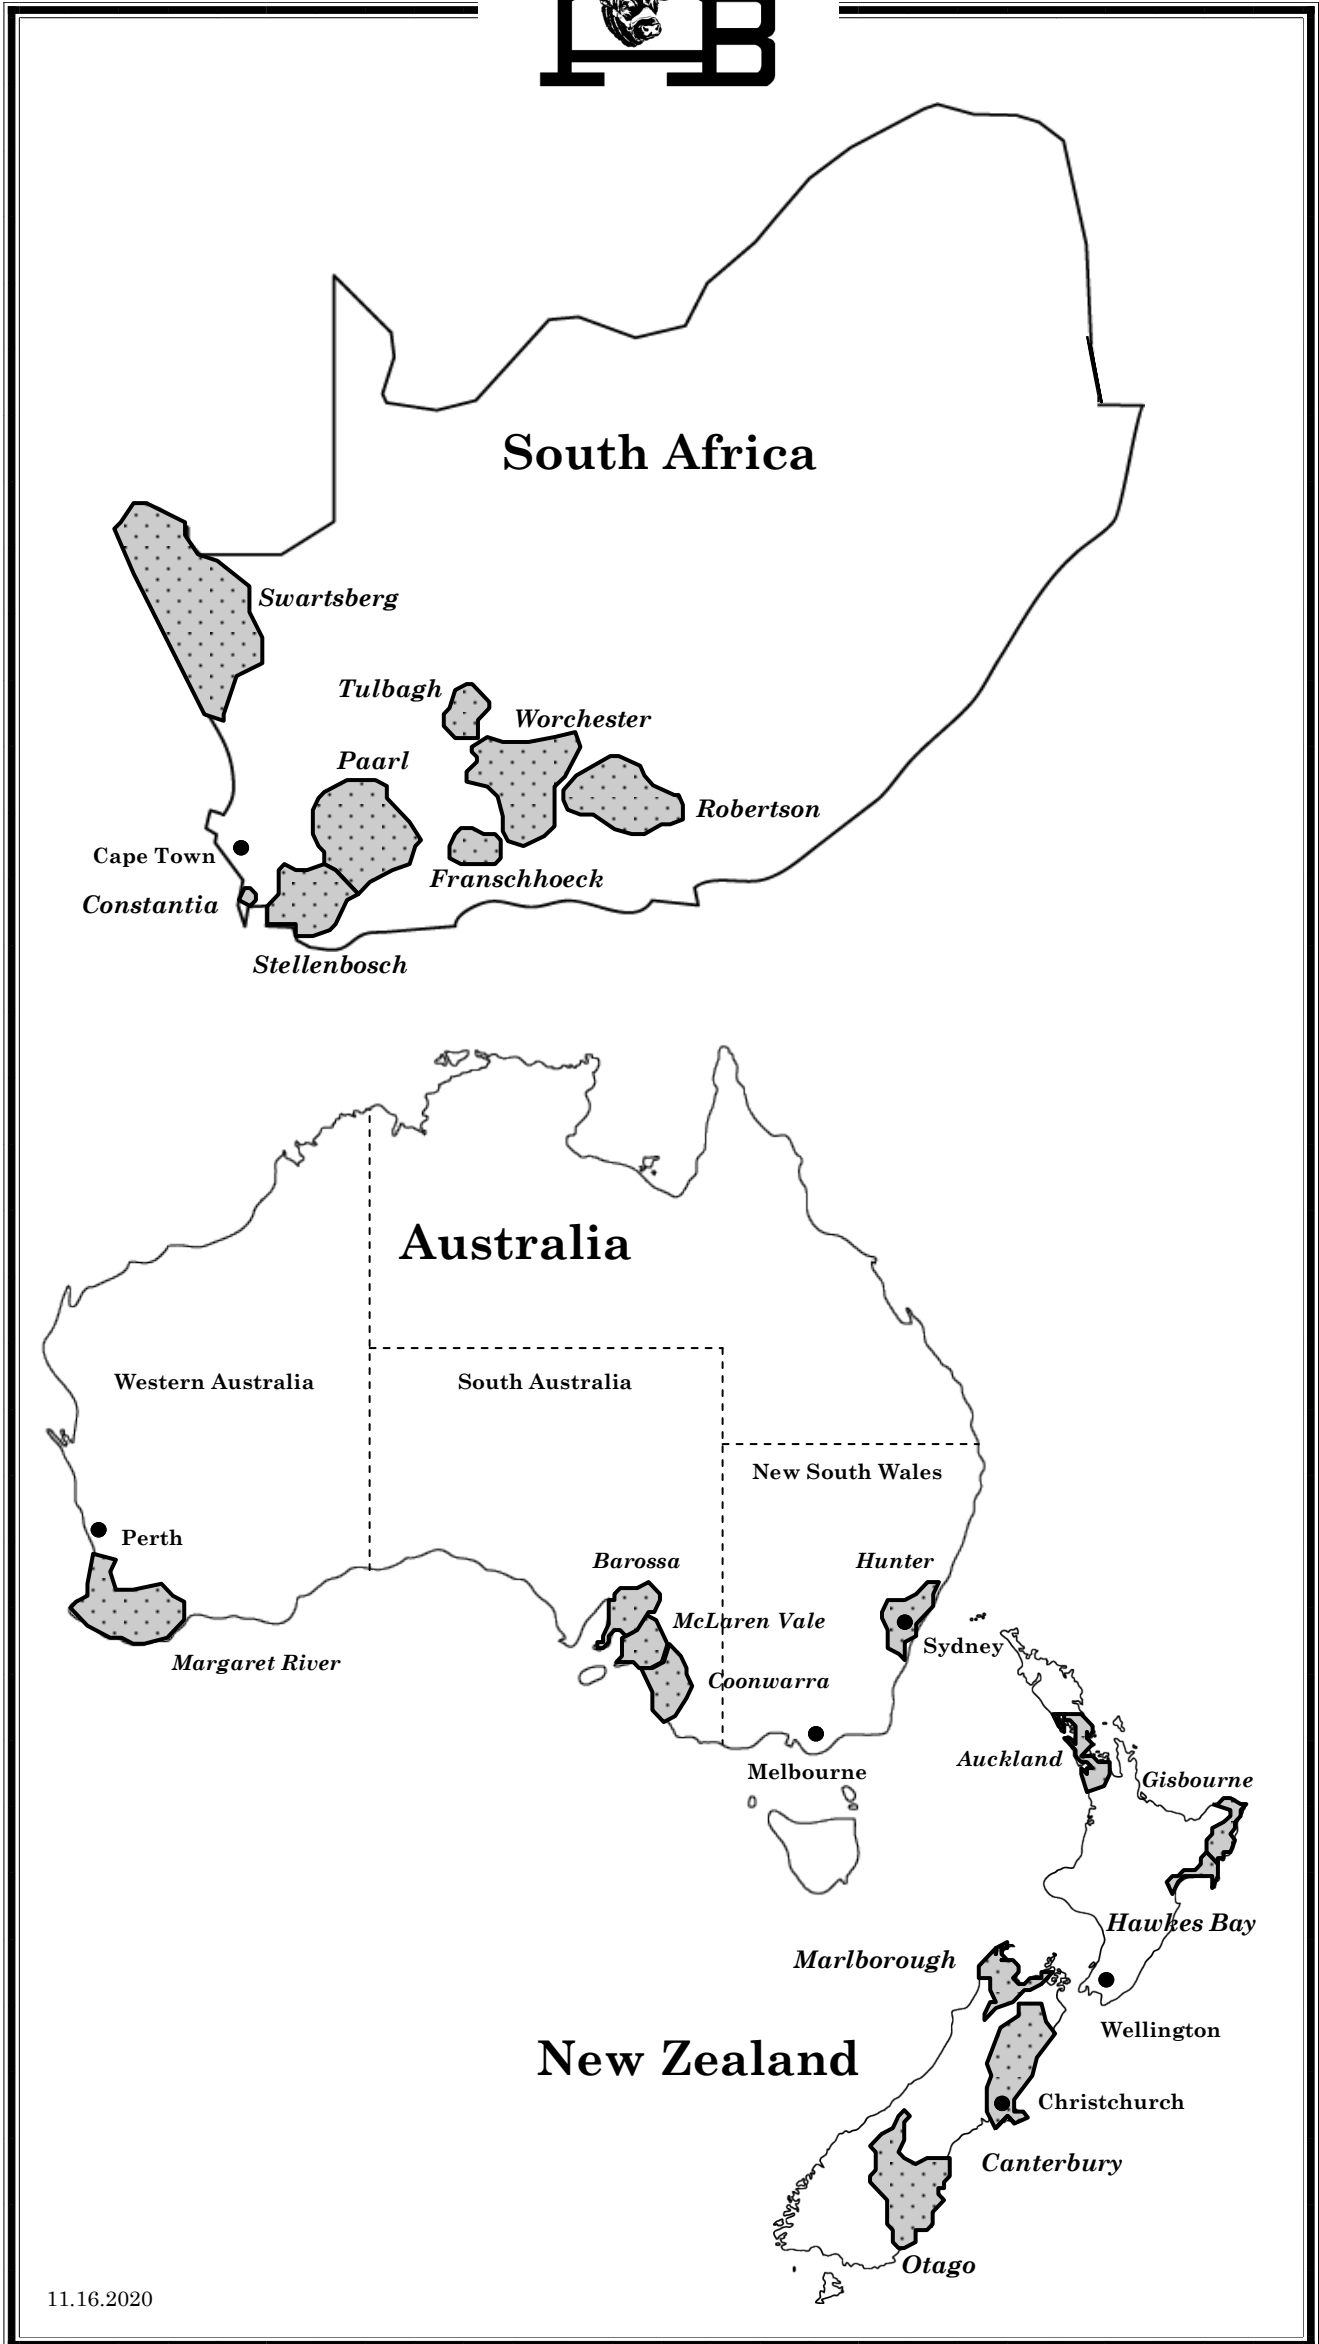 AB
South Africa
Swartsberg
Tulbagh
Worchester
Paarl
Robertson
Cape Town
Franschhoeck
Constantia
Stellenbosch
Australia
Western Australia
South Australia
New South Wales
Perth
Barossa
Hunter
McLaren Vale
Sydney
Margaret River
Coonwarra
Auckland
Melbourne
Gisbourne
Hawkes Bay
Marlborough
Wellington
New Zealand
Christchurch
Canterbury
Otago
11.16.2020